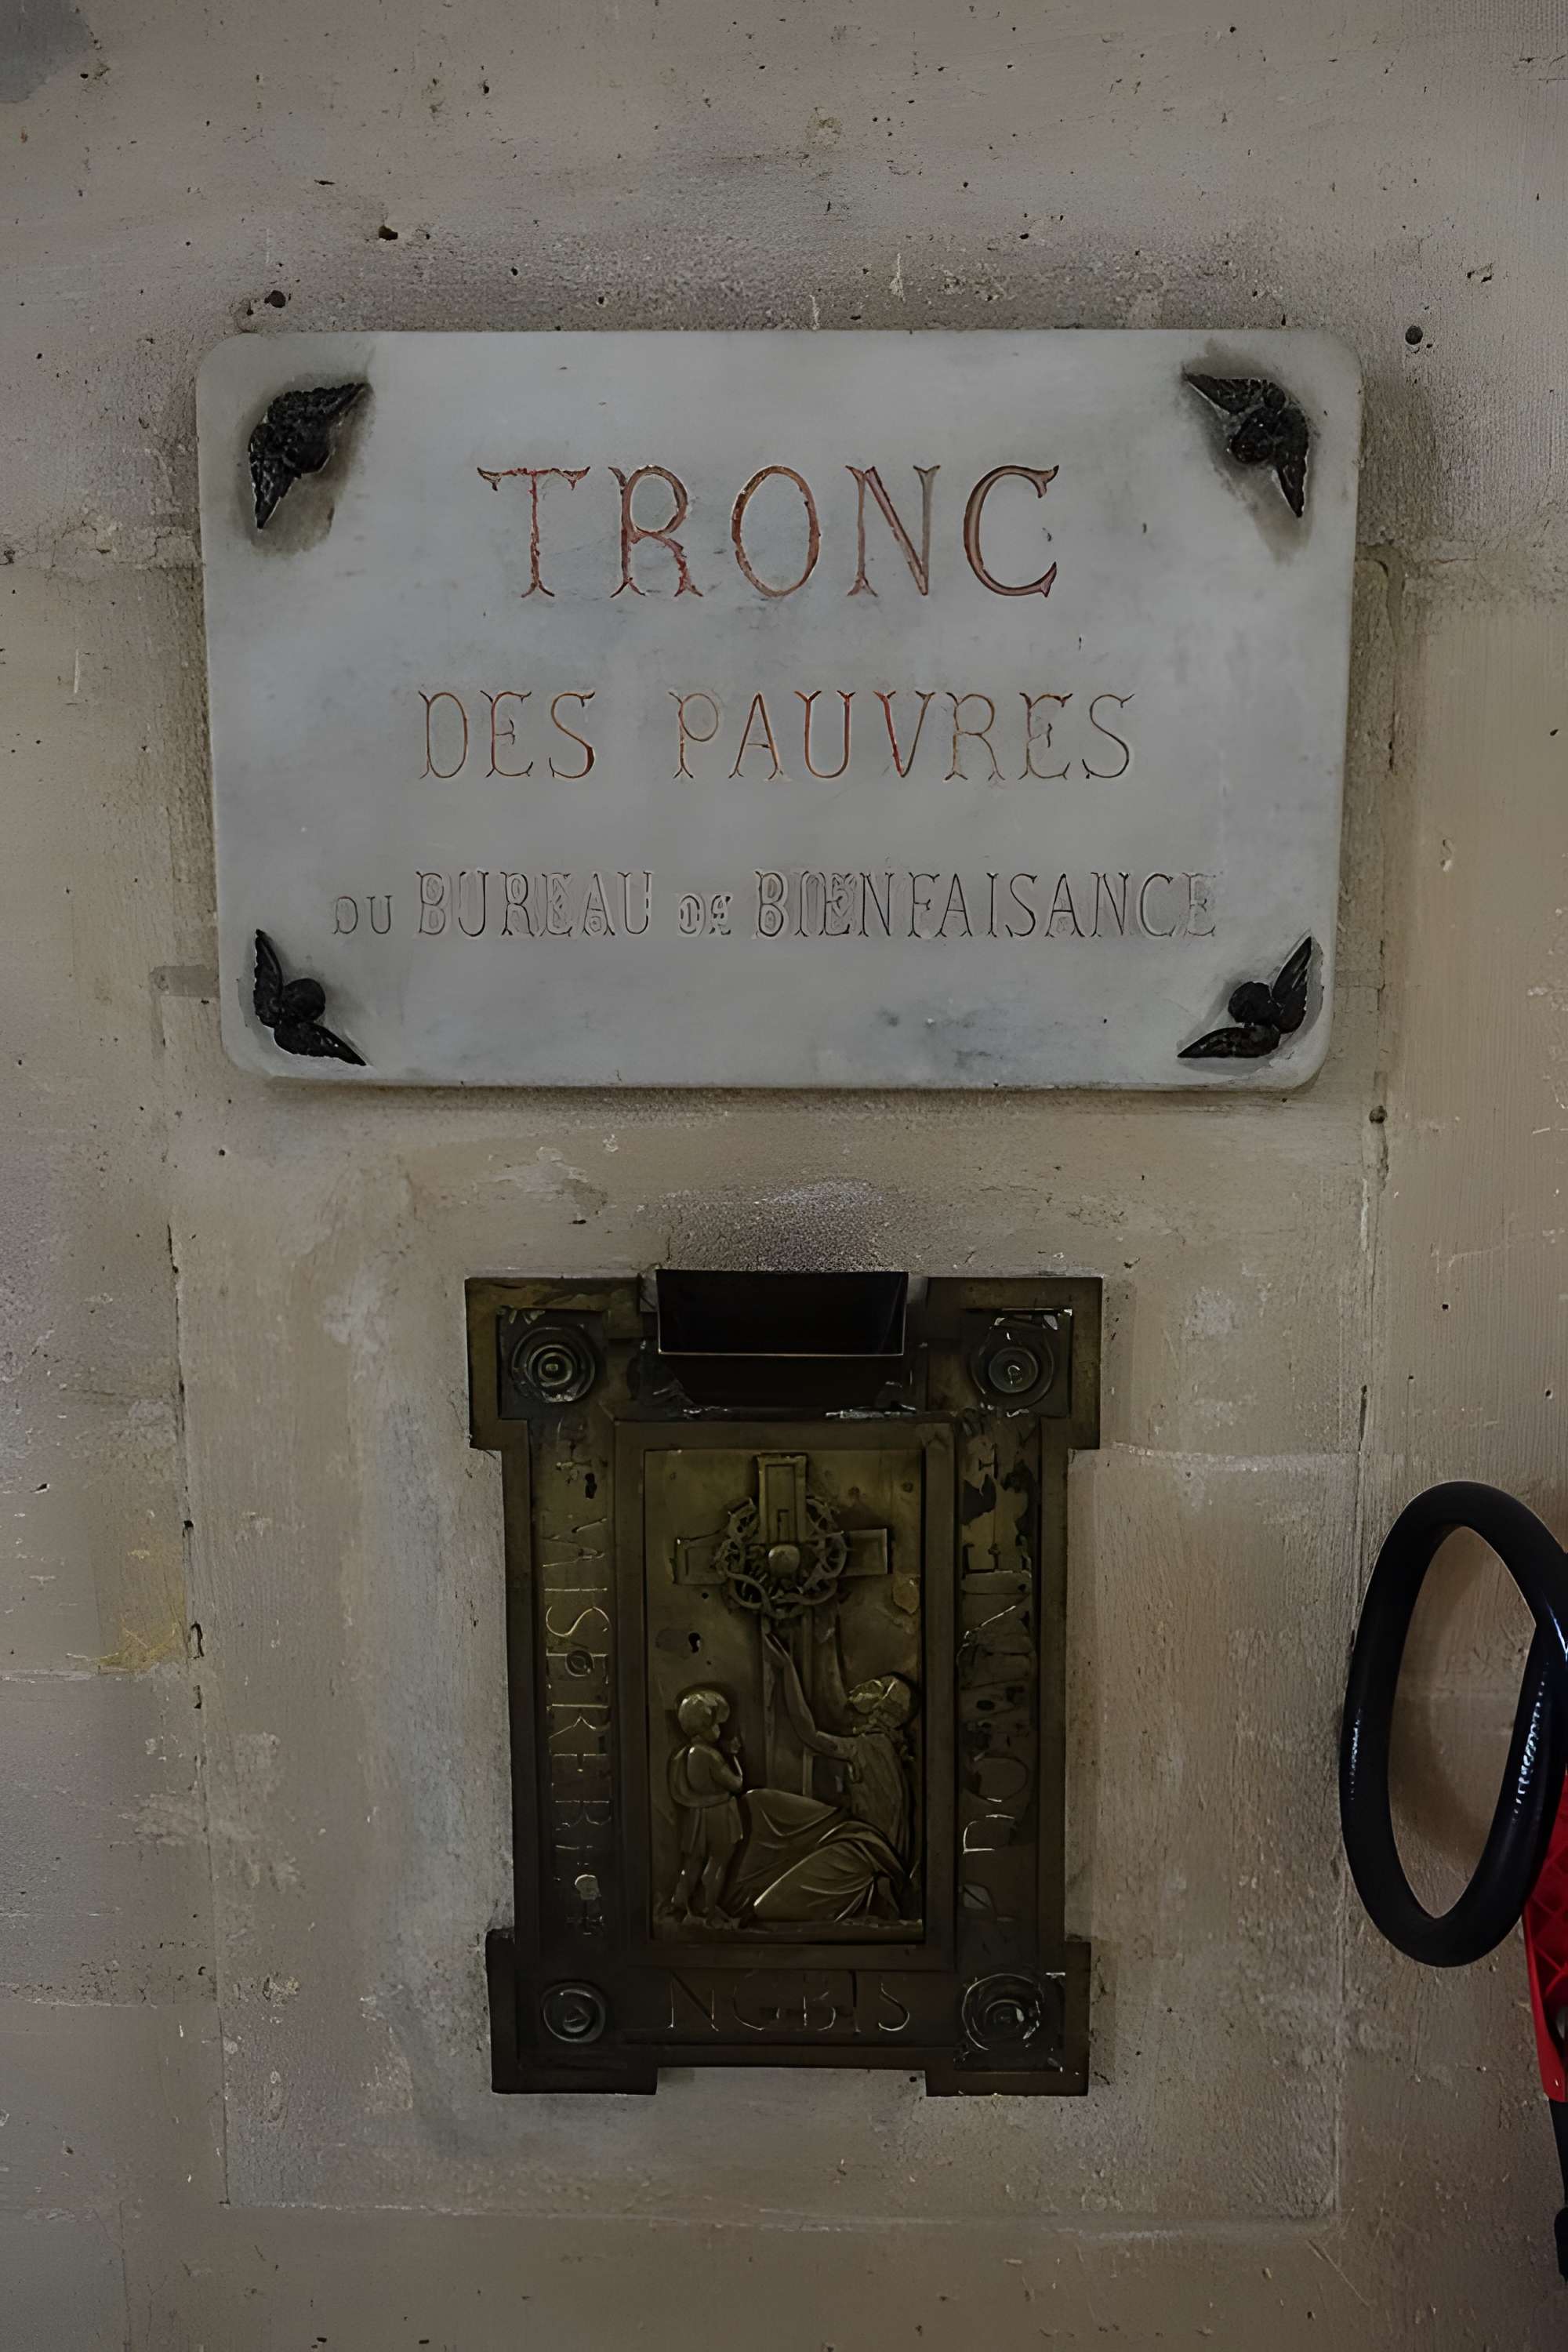 TRONC
DES PAUVRES
DU BUREAU DE BIENFAISANCE
MISERERE
DOMINE
NOBIS